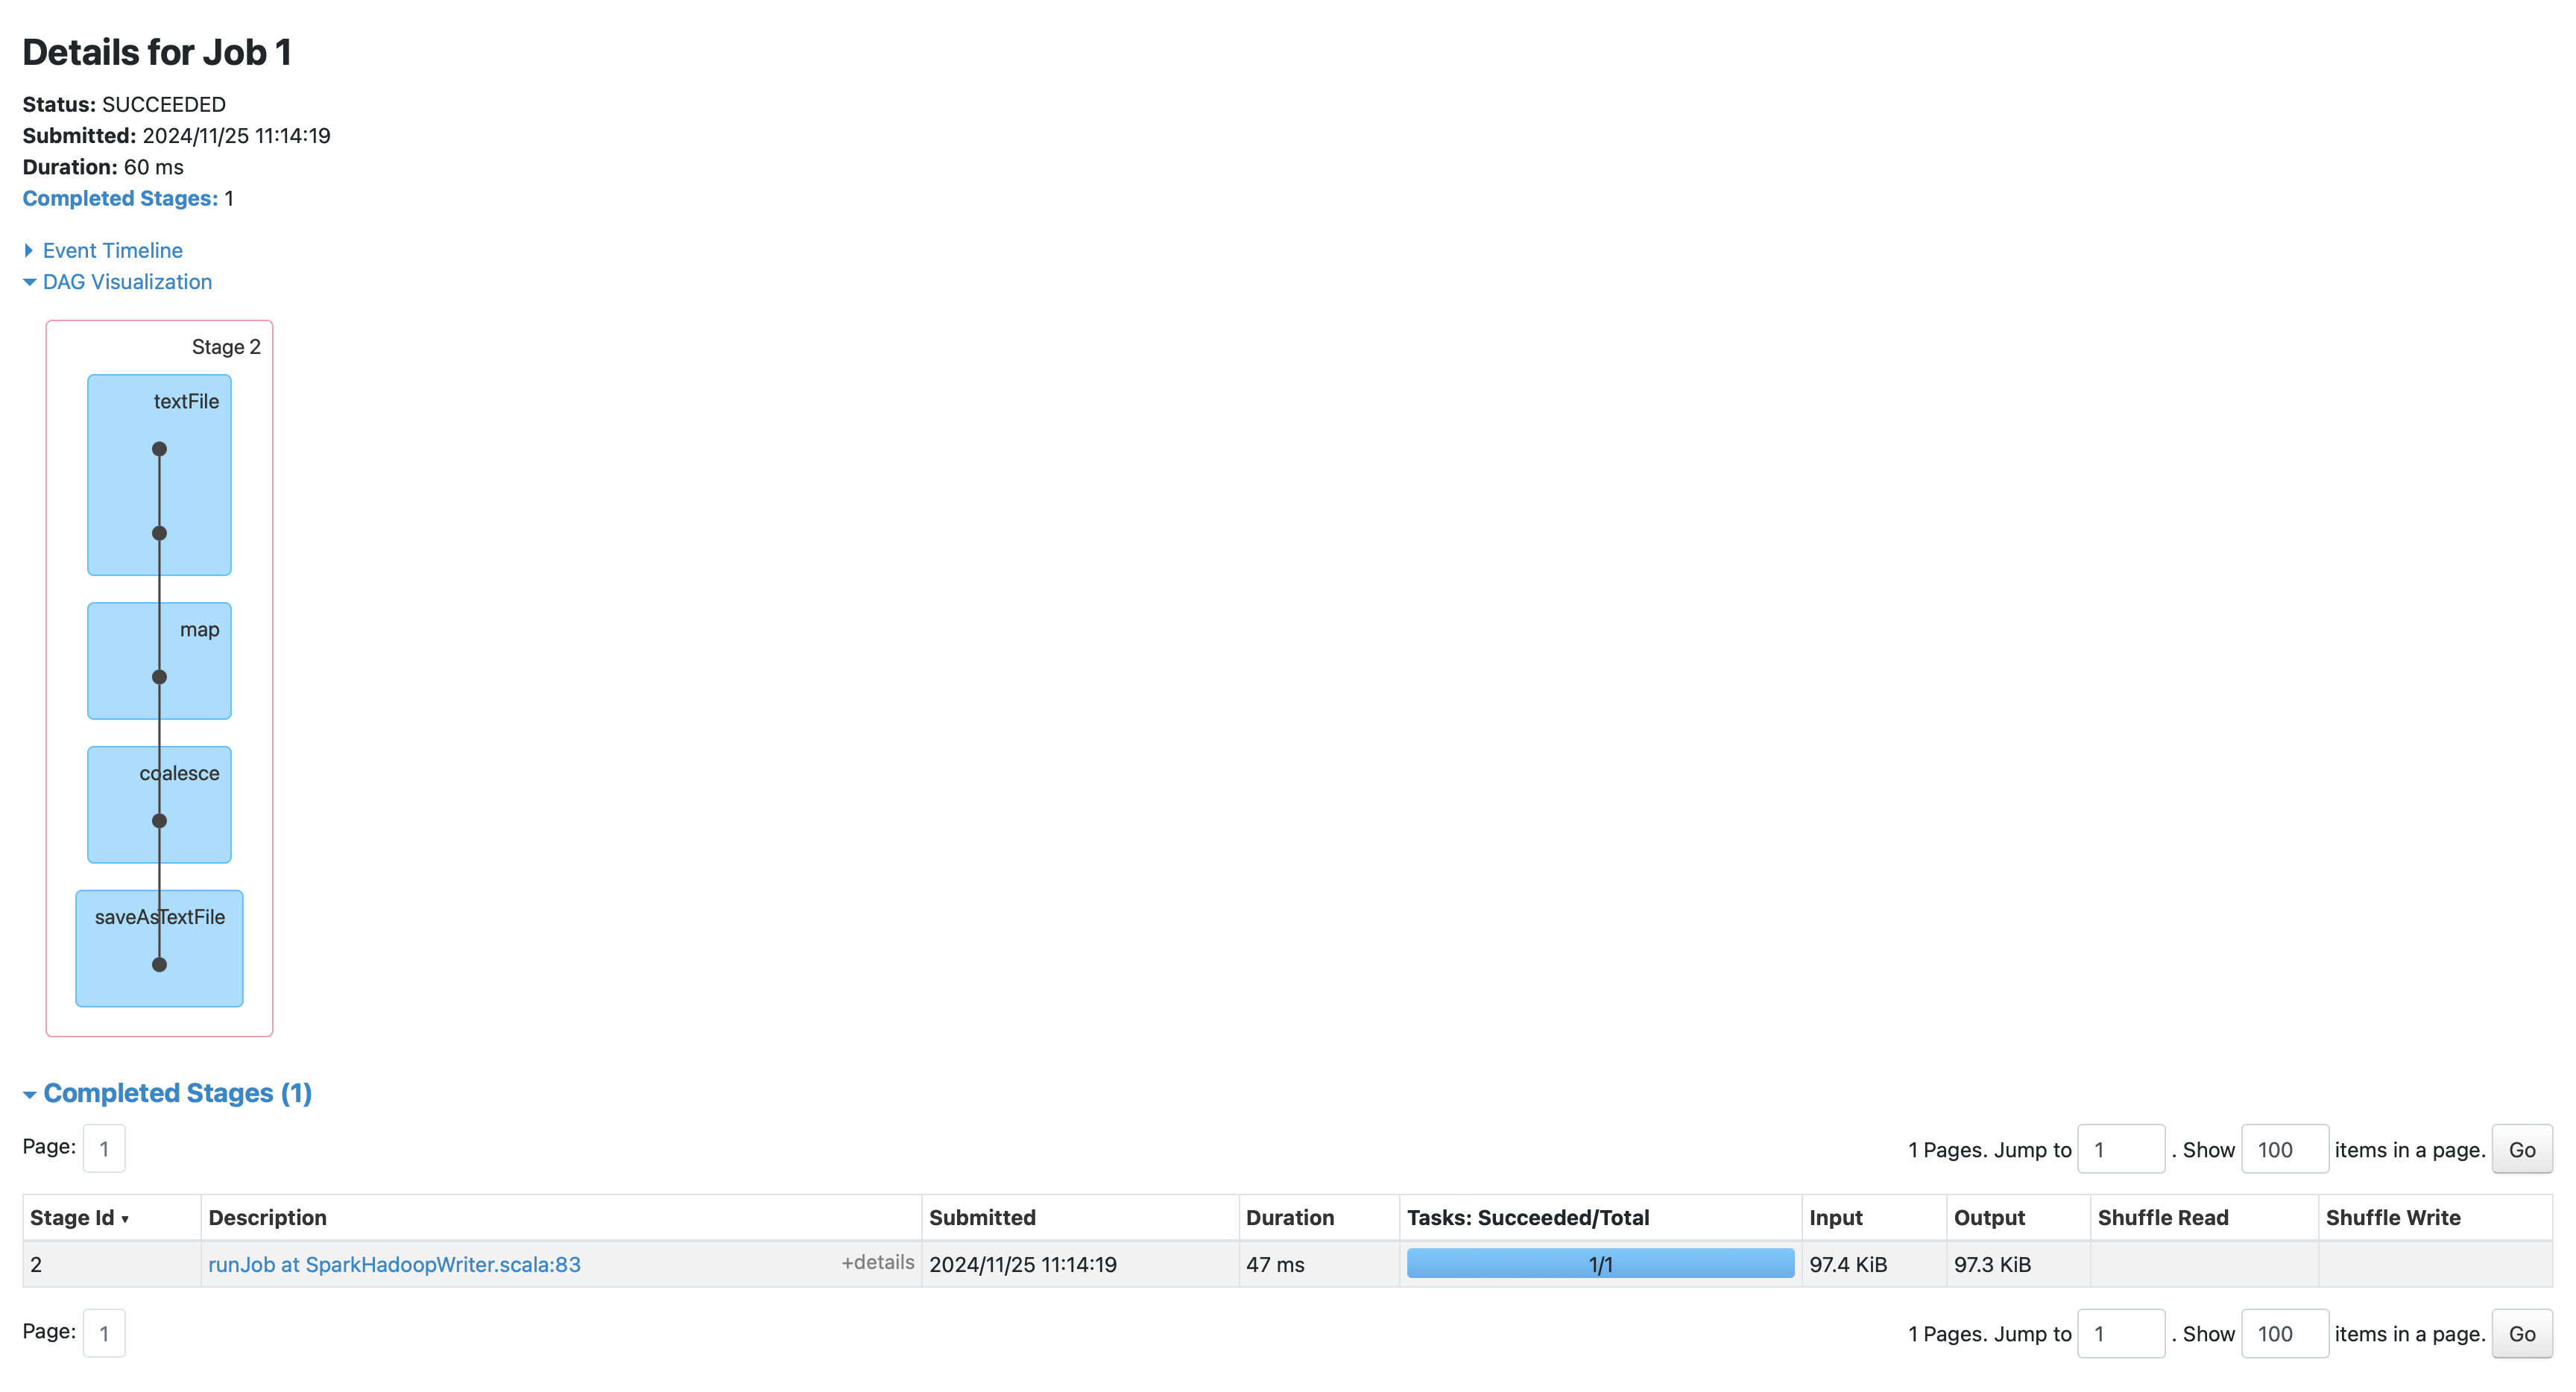 Details for Job 1
Status: SUCCEEDED
Submitted: 2024/11/25 11:14:19
Duration: 60 ms
Completed Stages: 1
Event Timeline
DAG Visualization
Stage 2
textFile
map
coalesce
saveAsTextFile
Completed Stages (1)
Page: 1 1 Pages. Jump to 1 . Show 100 items in a page. Go
Stage Id ▾ Description Submitted Duration Tasks: Succeeded/Total Input Output Shuffle Read Shuffle Write
2 runJob at SparkHadoopWriter.scala:83 +details 2024/11/25 11:14:19 47 ms 1/1 97.4 KiB 97.3 KiB
Page: 1 1 Pages. Jump to 1 . Show 100 items in a page. Go